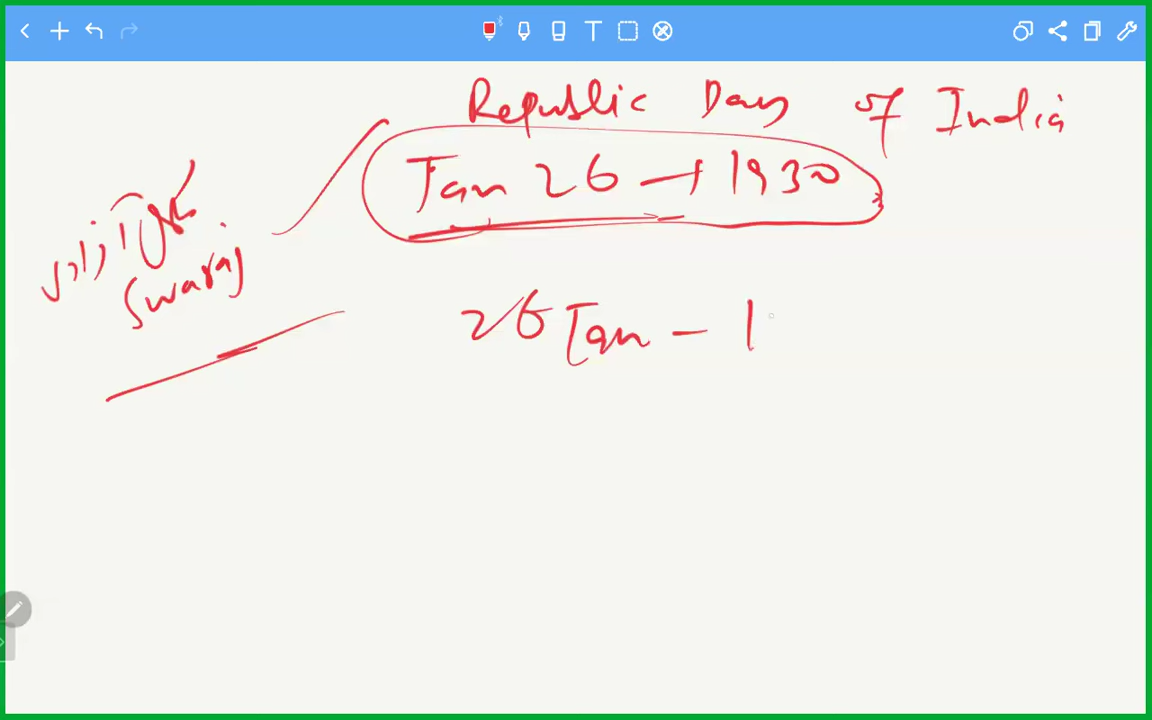 Republic Day of India
Jan 26 → 1930
Swaraj
26 Jan - 1